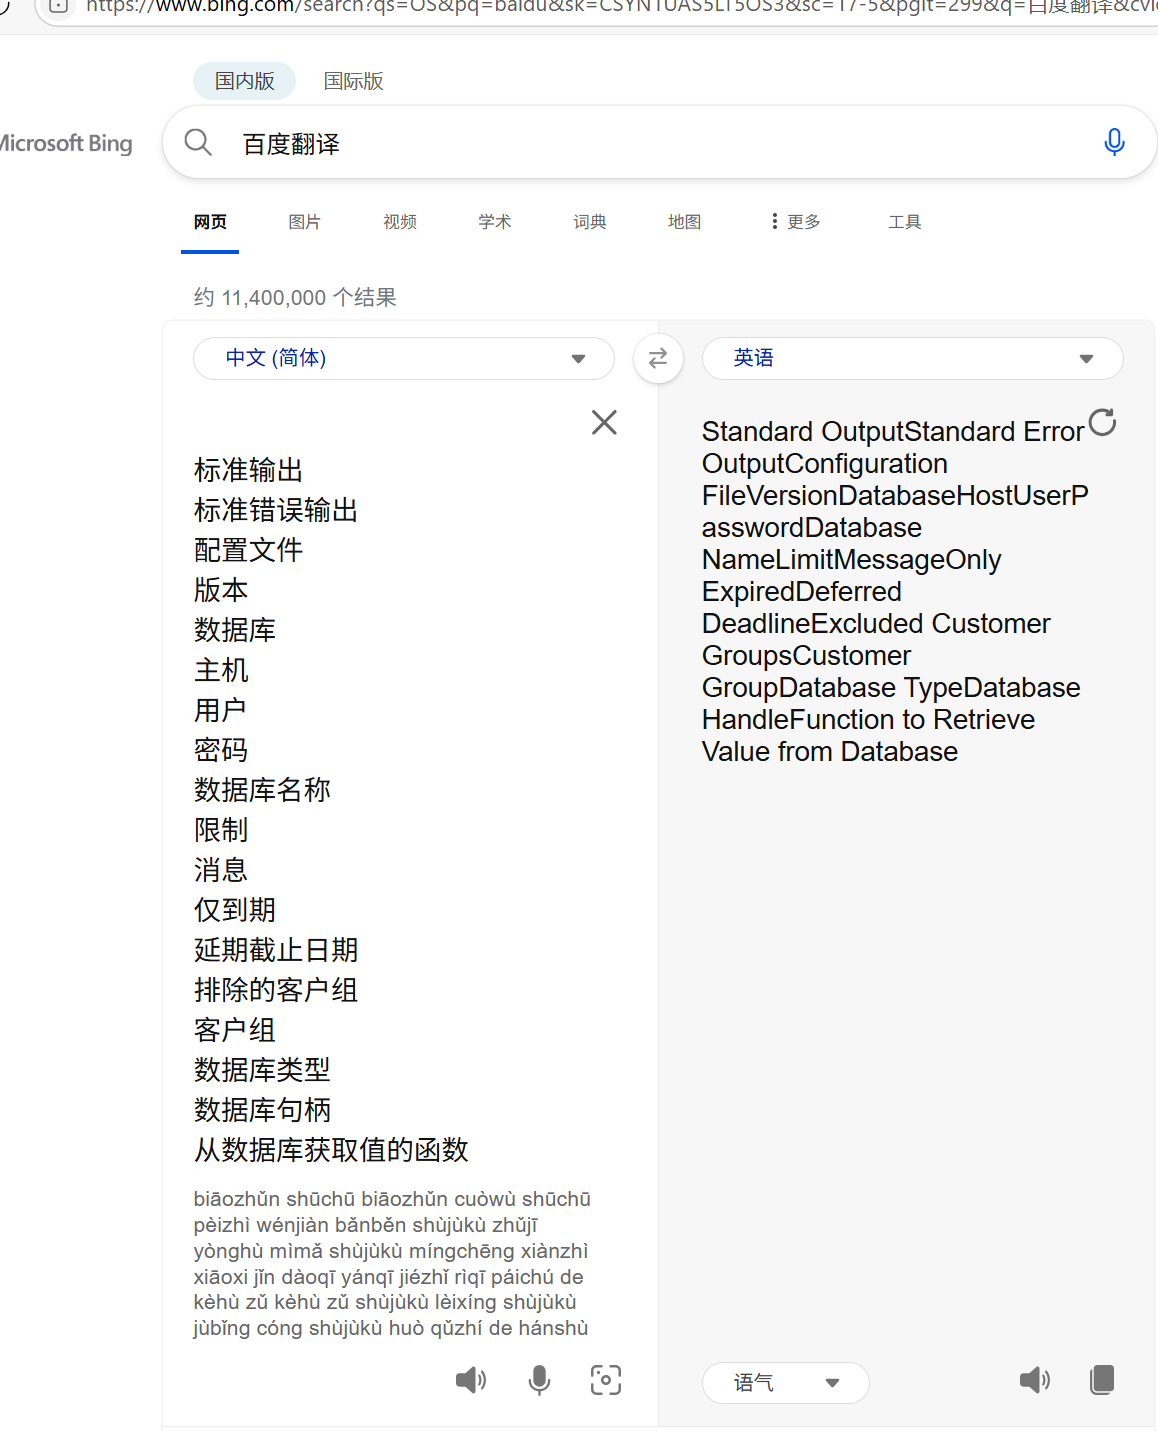 https://www.bing.com/search?qs=OS&pq=baidu&sk=CSYN1UAS5LT5OS3&sc=17-5&pglt=299&q=百度翻译&cvi
国内版 国际版
Microsoft Bing
百度翻译
网页 图片 视频 学术 词典 地图 更多 工具
约 11,400,000 个结果
中文 (简体)
英语
标准输出
标准错误输出
配置文件
版本
数据库
主机
用户
密码
数据库名称
限制
消息
仅到期
延期截止日期
排除的客户组
客户组
数据库类型
数据库句柄
从数据库获取值的函数
biāozhǔn shūchū biāozhǔn cuòwù shūchū
pèizhì wénjiàn bǎnběn shùjùkù zhǔjī
yònghù mìmǎ shùjùkù míngchēng xiànzhì
xiāoxi jǐn dàoqī yánqī jiézhǐ rìqī páichú de
kèhù zǔ kèhù zǔ shùjùkù lèixíng shùjùkù
jùbǐng cóng shùjùkù huò qǔzhí de hánshù
Standard OutputStandard Error
OutputConfiguration
FileVersionDatabaseHostUserP
asswordDatabase
NameLimitMessageOnly
ExpiredDeferred
DeadlineExcluded Customer
GroupsCustomer
GroupDatabase TypeDatabase
HandleFunction to Retrieve
Value from Database
语气